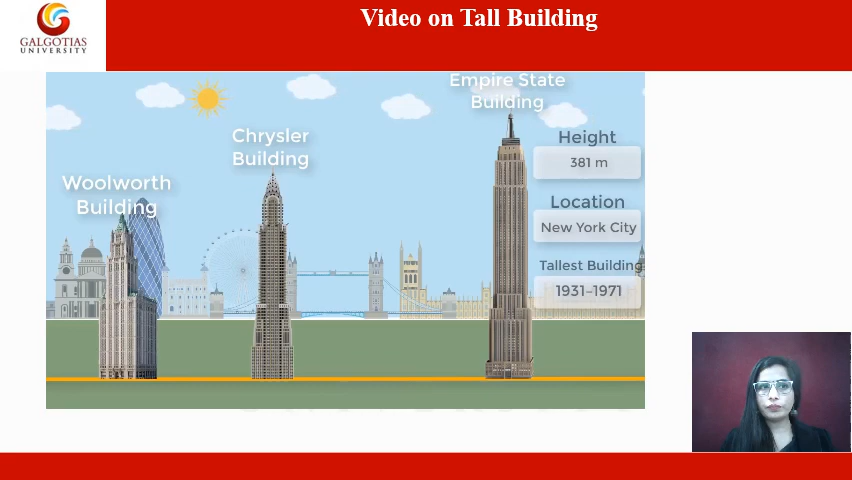 GALGOTIAS
UNIVERSITY
Video on Tall Building
Empire State
Building
Chrysler
Building
Woolworth
Building
Height
381 m
Location
New York City
Tallest Building
1931–1971